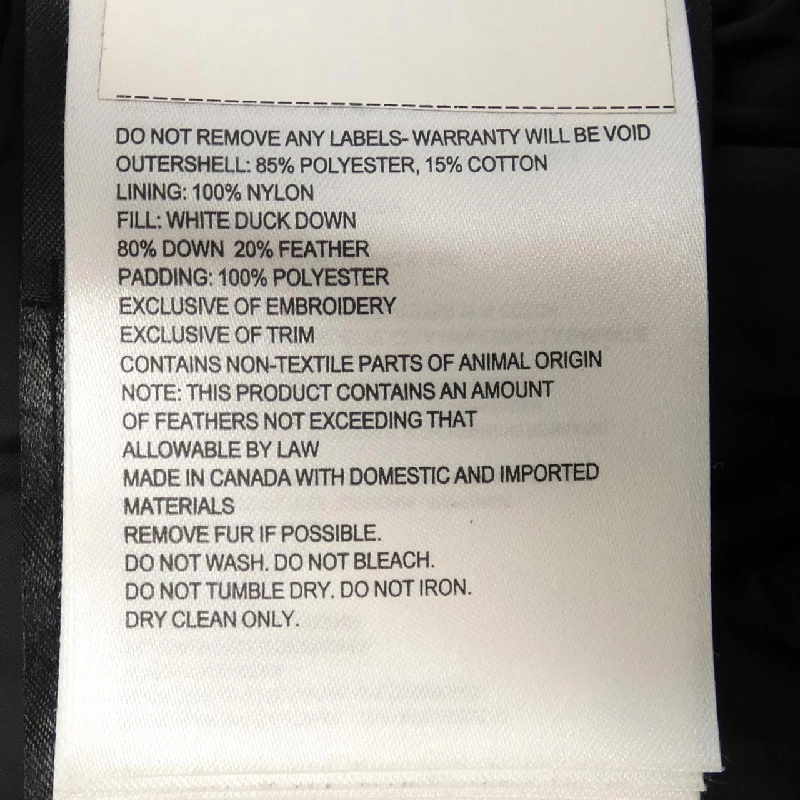 DO NOT REMOVE ANY LABELS- WARRANTY WILL BE VOID
OUTERSHELL: 85% POLYESTER, 15% COTTON
LINING: 100% NYLON
FILL: WHITE DUCK DOWN
80% DOWN 20% FEATHER
PADDING: 100% POLYESTER
EXCLUSIVE OF EMBROIDERY
EXCLUSIVE OF TRIM
CONTAINS NON-TEXTILE PARTS OF ANIMAL ORIGIN
NOTE: THIS PRODUCT CONTAINS AN AMOUNT
OF FEATHERS NOT EXCEEDING THAT
ALLOWABLE BY LAW
MADE IN CANADA WITH DOMESTIC AND IMPORTED
MATERIALS
REMOVE FUR IF POSSIBLE.
DO NOT WASH. DO NOT BLEACH.
DO NOT TUMBLE DRY. DO NOT IRON.
DRY CLEAN ONLY.